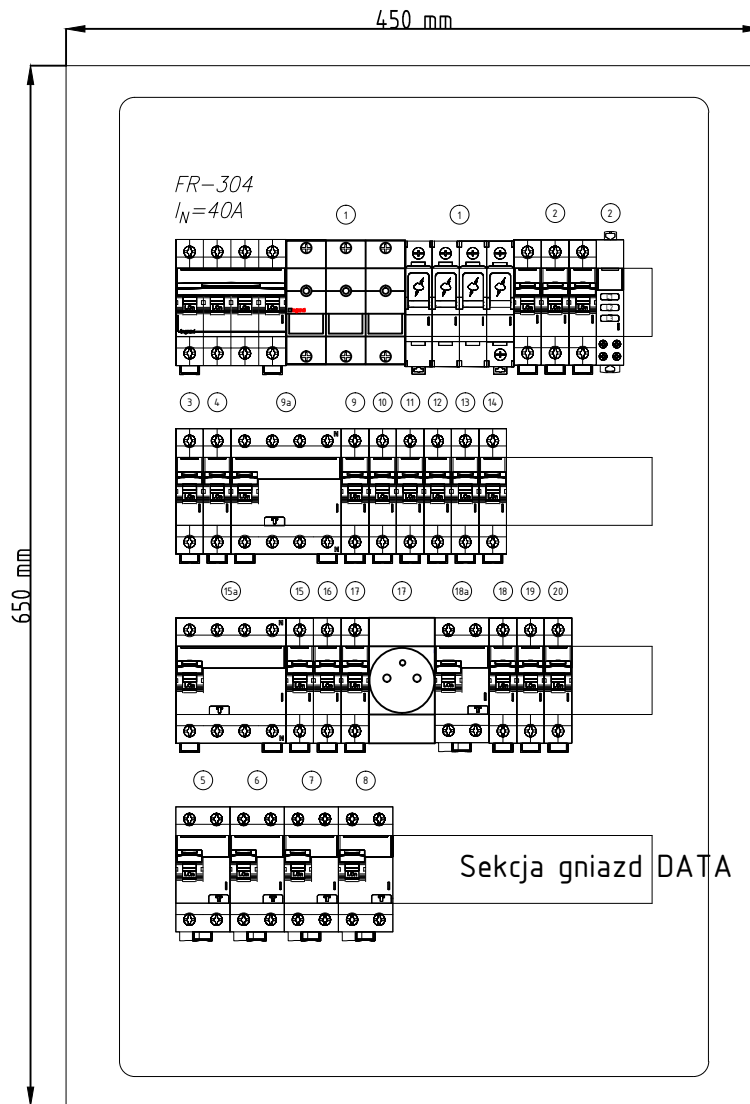 450 mm
650 mm
FR-304
I_N=40A
1 1 2 2
3 4 9a 9 10 11 12 13 14
15a 15 16 17 17 18a 18 19 20
5 6 7 8
Sekcja gniazd DATA